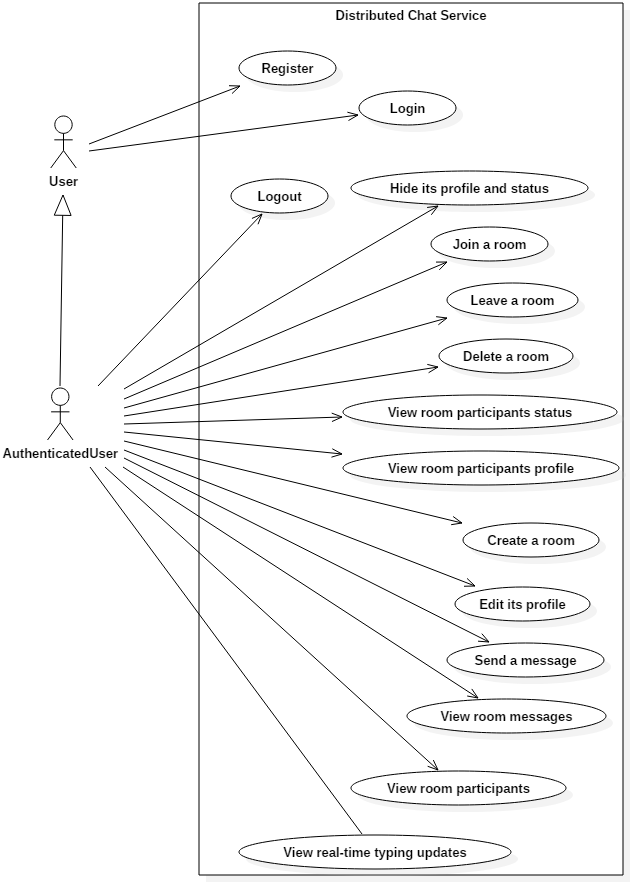 Distributed Chat Service
Register
Login
User
Logout
Hide its profile and status
Join a room
Leave a room
Delete a room
View room participants status
AuthenticatedUser
View room participants profile
Create a room
Edit its profile
Send a message
View room messages
View room participants
View real-time typing updates